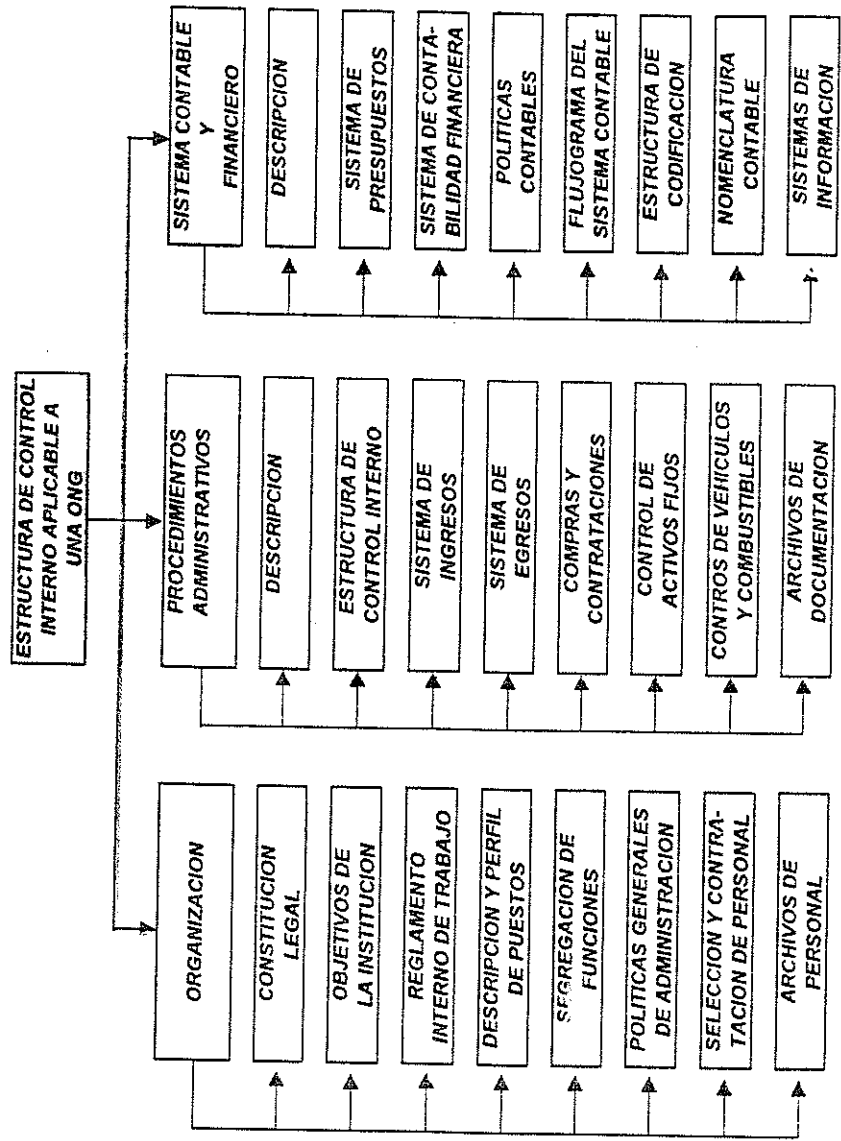 ESTRUCTURA DE CONTROL
INTERNO APLICABLE A
UNA ONG
ORGANIZACION
CONSTITUCION
LEGAL
OBJETIVOS DE
LA INSTITUCION
REGLAMENTO
INTERNO DE TRABAJO
DESCRIPCION Y PERFIL
DE PUESTOS
SEGREGACION DE
FUNCIONES
POLITICAS GENERALES
DE ADMINISTRACION
SELECCION Y CONTRA-
TACION DE PERSONAL
ARCHIVOS DE
PERSONAL
PROCEDIMIENTOS
ADMINISTRATIVOS
DESCRIPCION
ESTRUCTURA DE
CONTROL INTERNO
SISTEMA DE
INGRESOS
SISTEMA DE
EGRESOS
COMPRAS Y
CONTRATACIONES
CONTROL DE
ACTIVOS FIJOS
CONTROS DE VEHICULOS
Y COMBUSTIBLES
ARCHIVOS DE
DOCUMENTACION
SISTEMA CONTABLE
Y
FINANCIERO
DESCRIPCION
SISTEMA DE
PRESUPUESTOS
SISTEMA DE CONTA-
BILIDAD FINANCIERA
POLITICAS
CONTABLES
FLUJOGRAMA DEL
SISTEMA CONTABLE
ESTRUCTURA DE
CODIFICACION
NOMENCLATURA
CONTABLE
SISTEMAS DE
INFORMACION